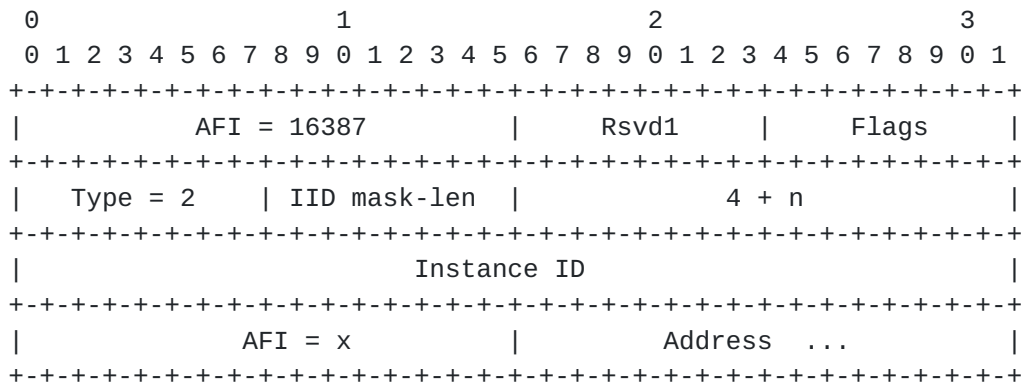 0                   1                   2                   3
 0 1 2 3 4 5 6 7 8 9 0 1 2 3 4 5 6 7 8 9 0 1 2 3 4 5 6 7 8 9 0 1
+-+-+-+-+-+-+-+-+-+-+-+-+-+-+-+-+-+-+-+-+-+-+-+-+-+-+-+-+-+-+-+-+
|           AFI = 16387         |     Rsvd1     |     Flags     |
+-+-+-+-+-+-+-+-+-+-+-+-+-+-+-+-+-+-+-+-+-+-+-+-+-+-+-+-+-+-+-+-+
|   Type = 2    | IID mask-len  |             4 + n             |
+-+-+-+-+-+-+-+-+-+-+-+-+-+-+-+-+-+-+-+-+-+-+-+-+-+-+-+-+-+-+-+-+
|                         Instance ID                           |
+-+-+-+-+-+-+-+-+-+-+-+-+-+-+-+-+-+-+-+-+-+-+-+-+-+-+-+-+-+-+-+-+
|              AFI = x          |         Address  ...          |
+-+-+-+-+-+-+-+-+-+-+-+-+-+-+-+-+-+-+-+-+-+-+-+-+-+-+-+-+-+-+-+-+